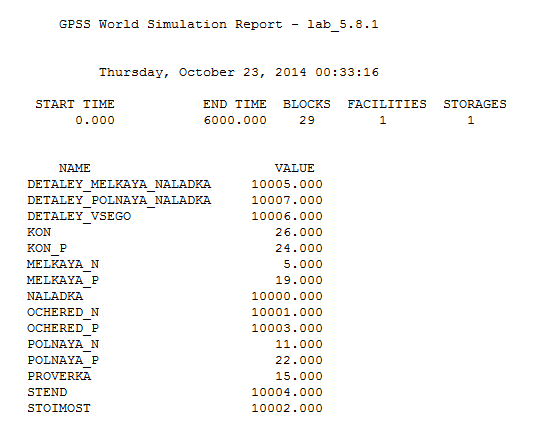 GPSS World Simulation Report - lab_5.8.1
Thursday, October 23, 2014 00:33:16
START TIME END TIME BLOCKS FACILITIES STORAGES
0.000 6000.000 29 1 1
NAME VALUE
DETALEY_MELKAYA_NALADKA 10005.000
DETALEY_POLNAYA_NALADKA 10007.000
DETALEY_VSEGO 10006.000
KON 26.000
KON_P 24.000
MELKAYA_N 5.000
MELKAYA_P 19.000
NALADKA 10000.000
OCHERED_N 10001.000
OCHERED_P 10003.000
POLNAYA_N 11.000
POLNAYA_P 22.000
PROVERKA 15.000
STEND 10004.000
STOIMOST 10002.000